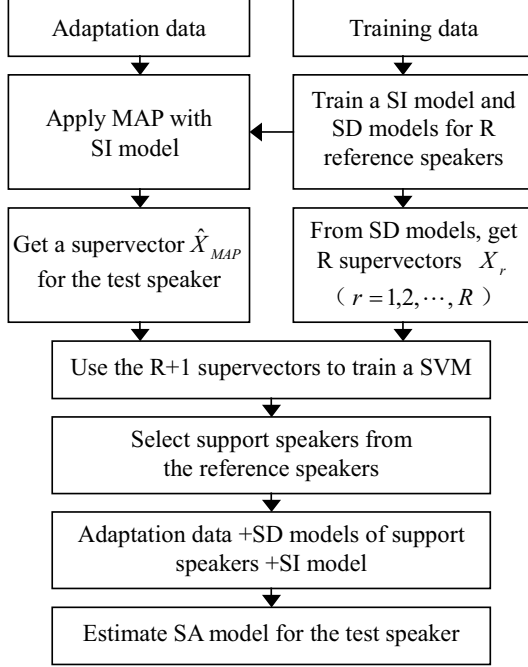 Adaptation data
Training data
Apply MAP with
SI model
Train a SI model and
SD models for R
reference speakers
Get a supervector X̂_MAP
for the test speaker
From SD models, get
R supervectors X_r
( r = 1,2, ⋯, R )
Use the R+1 supervectors to train a SVM
Select support speakers from
the reference speakers
Adaptation data +SD models of support
speakers +SI model
Estimate SA model for the test speaker